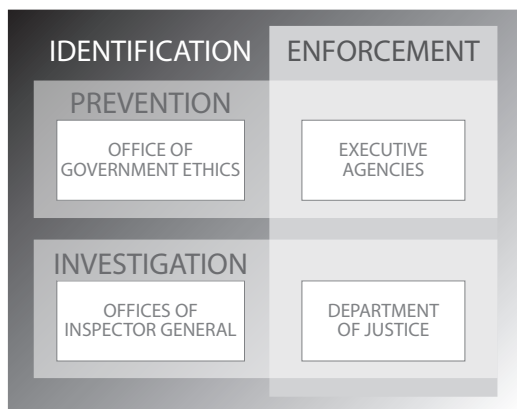 IDENTIFICATION
ENFORCEMENT
PREVENTION
OFFICE OF
GOVERNMENT ETHICS
EXECUTIVE
AGENCIES
INVESTIGATION
OFFICES OF
INSPECTOR GENERAL
DEPARTMENT
OF JUSTICE